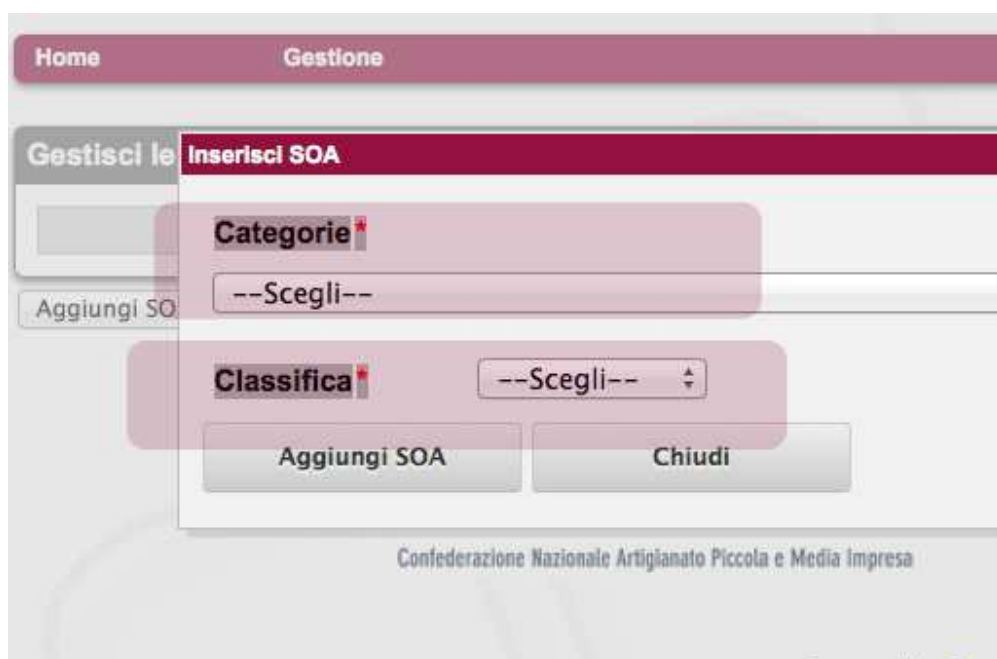 Home Gestione
Gestisci le
Inserisci SOA
Categorie*
--Scegli--
Aggiungi SO
Classifica* --Scegli--
Aggiungi SOA Chiudi
Confederazione Nazionale Artigianato Piccola e Media Impresa